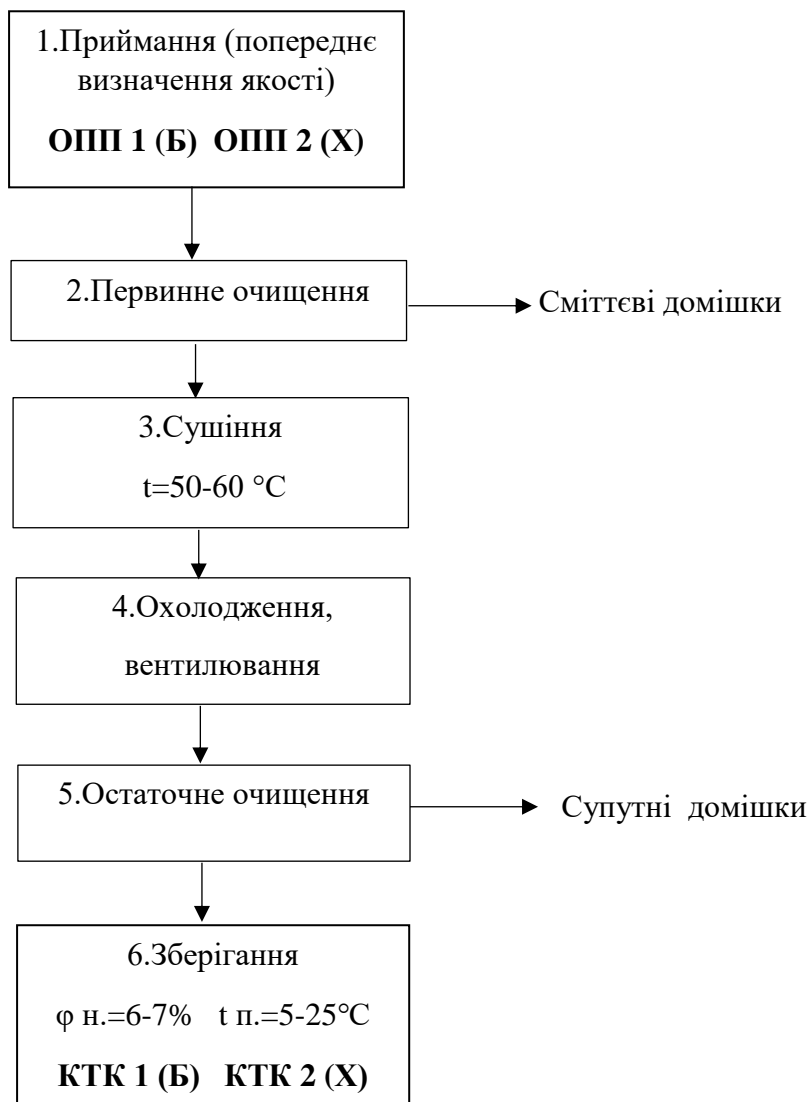 1.Приймання (попереднє
визначення якості)
ОПП 1 (Б) ОПП 2 (Х)
2.Первинне очищення
Сміттєві домішки
3.Сушіння
t=50-60 °С
4.Охолодження,
вентилювання
5.Остаточне очищення
Супутні домішки
6.Зберігання
φ н.=6-7% t п.=5-25°С
КТК 1 (Б) КТК 2 (Х)